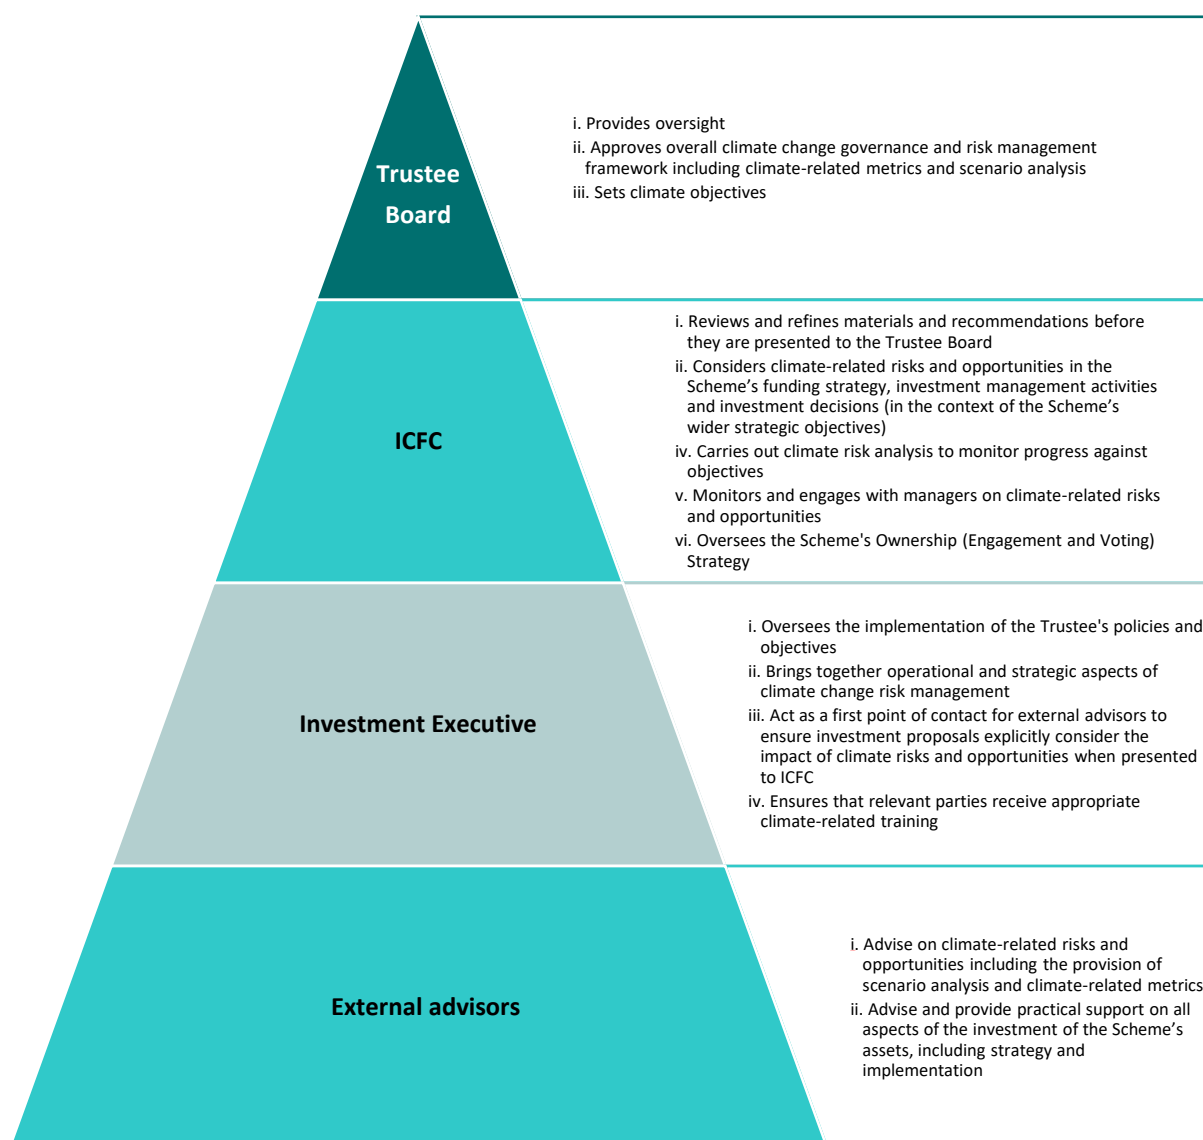 Trustee
Board
i. Provides oversight
ii. Approves overall climate change governance and risk management
framework including climate-related metrics and scenario analysis
iii. Sets climate objectives
ICFC
i. Reviews and refines materials and recommendations before
they are presented to the Trustee Board
ii. Considers climate-related risks and opportunities in the
Scheme’s funding strategy, investment management activities
and investment decisions (in the context of the Scheme’s
wider strategic objectives)
iv. Carries out climate risk analysis to monitor progress against
objectives
v. Monitors and engages with managers on climate-related risks
and opportunities
vi. Oversees the Scheme's Ownership (Engagement and Voting)
Strategy
Investment Executive
i. Oversees the implementation of the Trustee's policies and
objectives
ii. Brings together operational and strategic aspects of
climate change risk management
iii. Act as a first point of contact for external advisors to
ensure investment proposals explicitly consider the
impact of climate risks and opportunities when presented
to ICFC
iv. Ensures that relevant parties receive appropriate
climate-related training
External advisors
i. Advise on climate-related risks and
opportunities including the provision of
scenario analysis and climate-related metrics
ii. Advise and provide practical support on all
aspects of the investment of the Scheme’s
assets, including strategy and
implementation